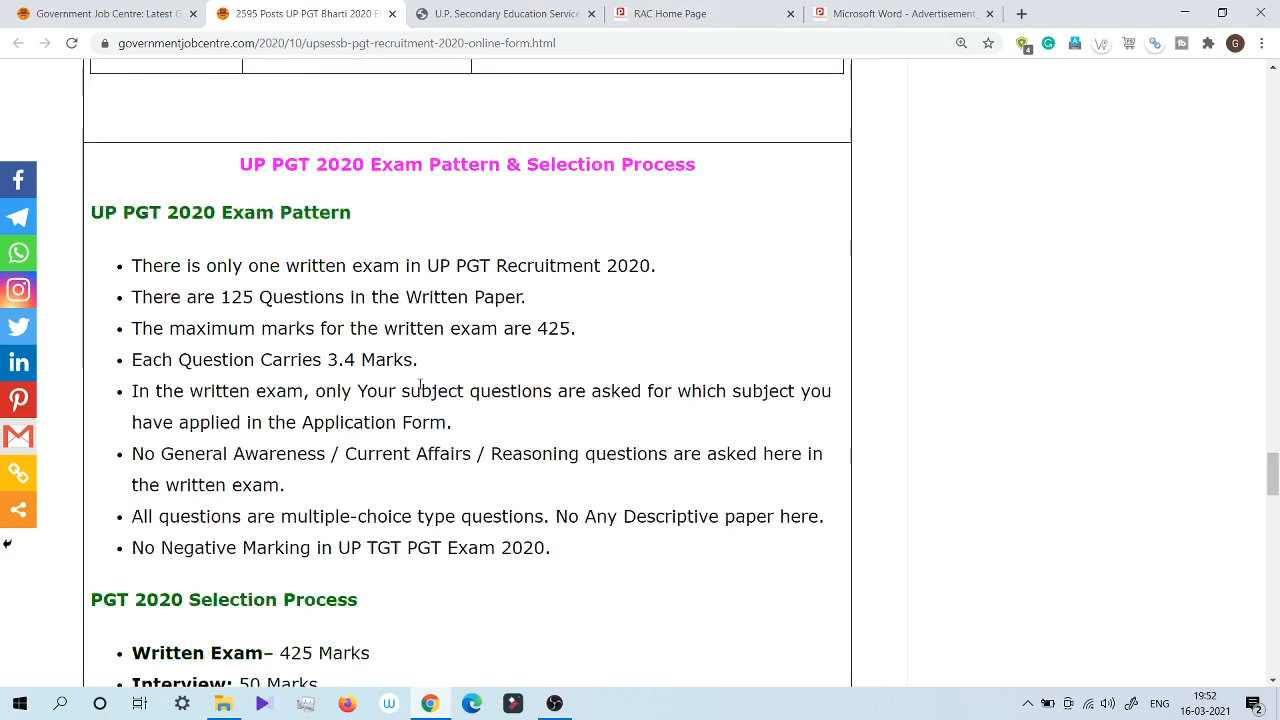 Government Job Centre: Latest G
2595 Posts UP PGT Bharti 2020 El
U.P. Secondary Education Service
RAC Home Page
Microsoft Word - Advertisement_
governmentjobcentre.com/2020/10/upsessb-pgt-recruitment-2020-online-form.html
4
G
UP PGT 2020 Exam Pattern & Selection Process
UP PGT 2020 Exam Pattern
• There is only one written exam in UP PGT Recruitment 2020.
• There are 125 Questions in the Written Paper.
• The maximum marks for the written exam are 425.
• Each Question Carries 3.4 Marks.
• In the written exam, only Your subject questions are asked for which subject you
have applied in the Application Form.
• No General Awareness / Current Affairs / Reasoning questions are asked here in
the written exam.
• All questions are multiple-choice type questions. No Any Descriptive paper here.
• No Negative Marking in UP TGT PGT Exam 2020.
PGT 2020 Selection Process
• Written Exam– 425 Marks
• Interview: 50 Marks
ENG
19:52
16-03-2021
2